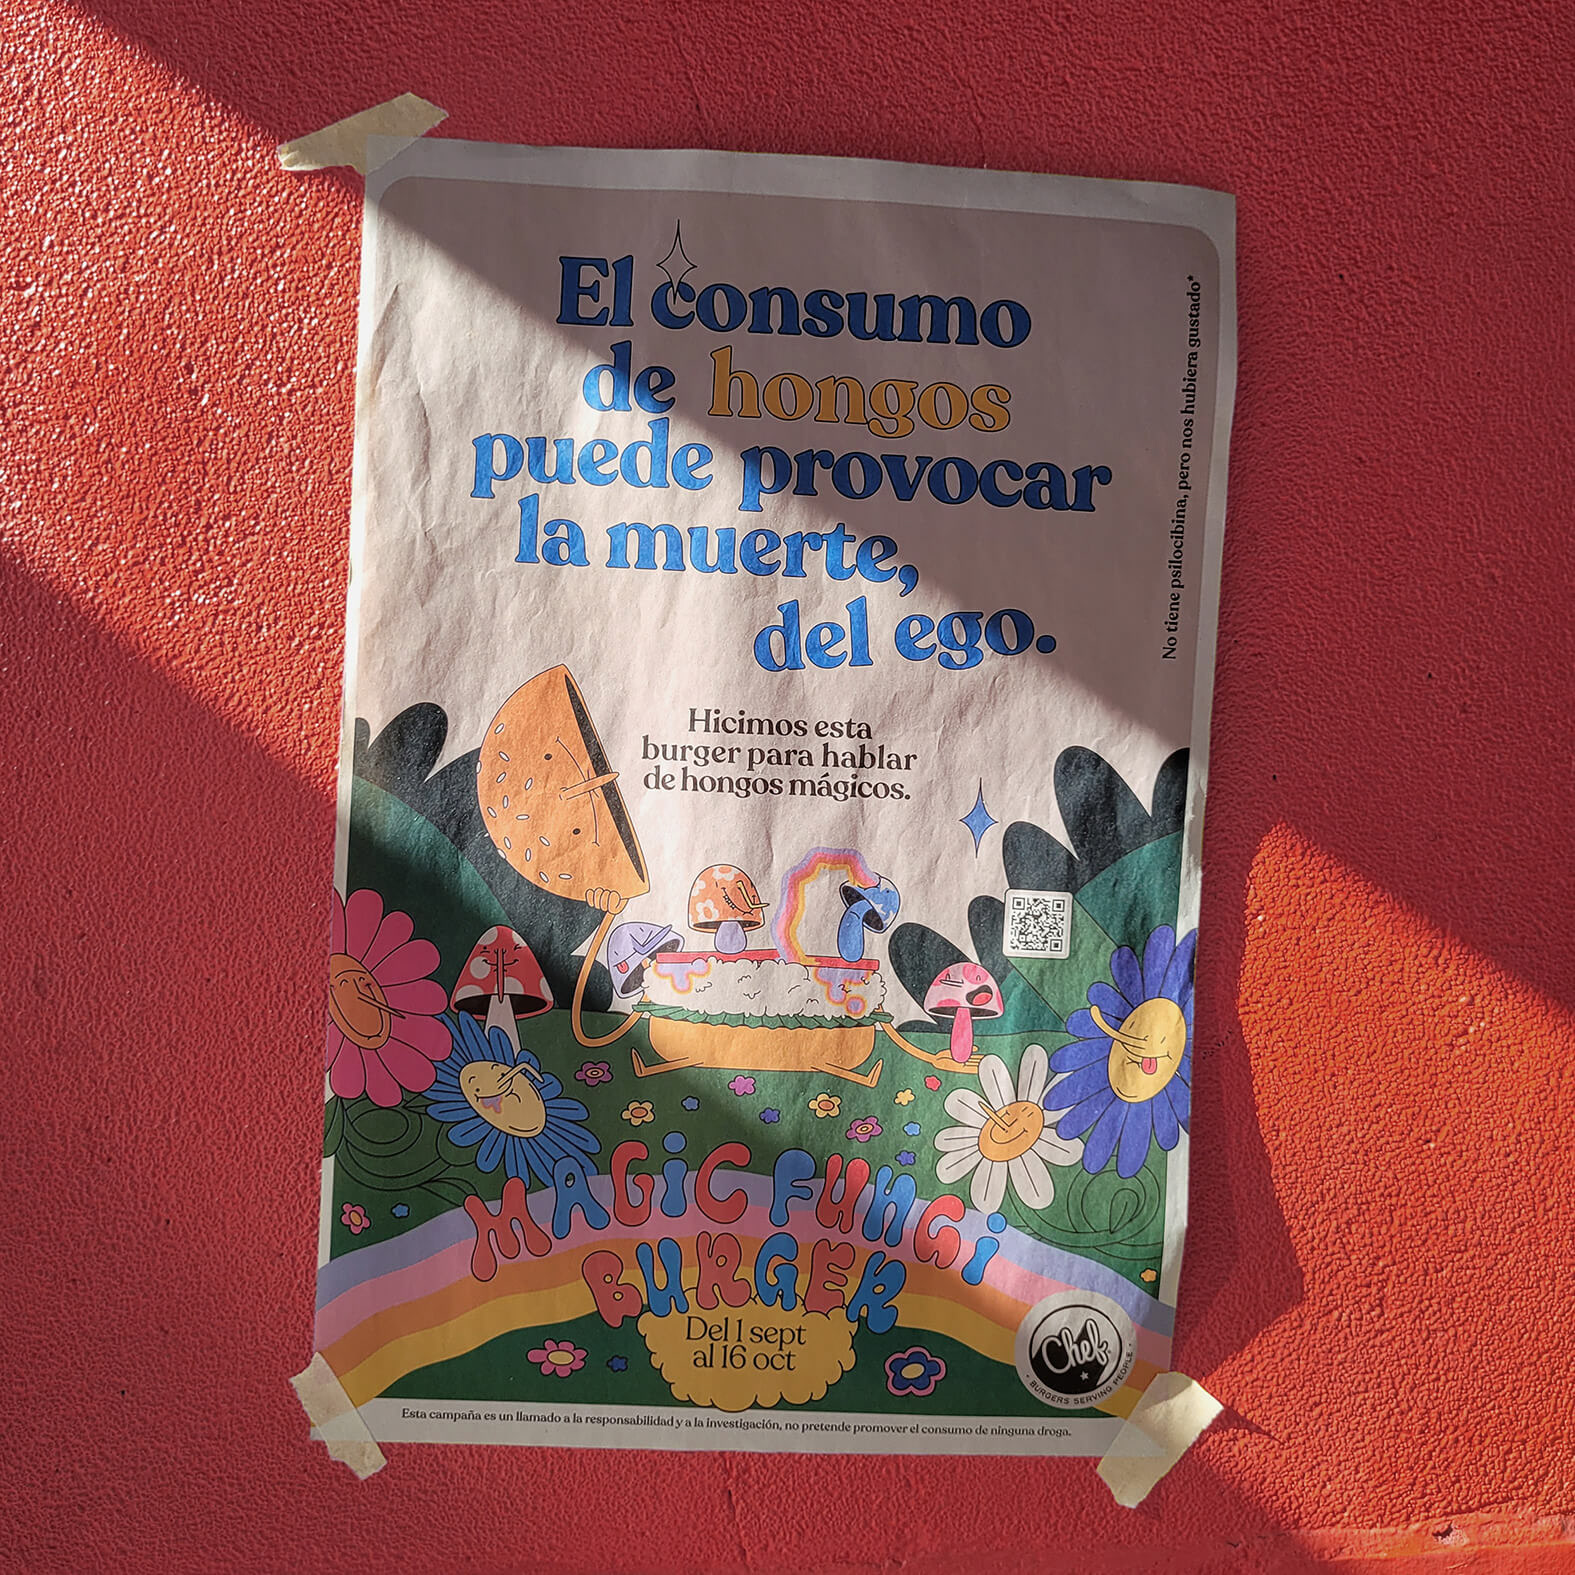 El consumo
de hongos
puede provocar
la muerte,
del ego.
No tiene psilocibina, pero nos hubiera gustado*
Hicimos esta
burger para hablar
de hongos mágicos.
MAGIC FUNGI
BURGER
Del 1 sept
al 16 oct
Chef
BURGERS SERVING PEOPLE
Esta campaña es un llamado a la responsabilidad y a la investigación, no pretende promover el consumo de ninguna droga.